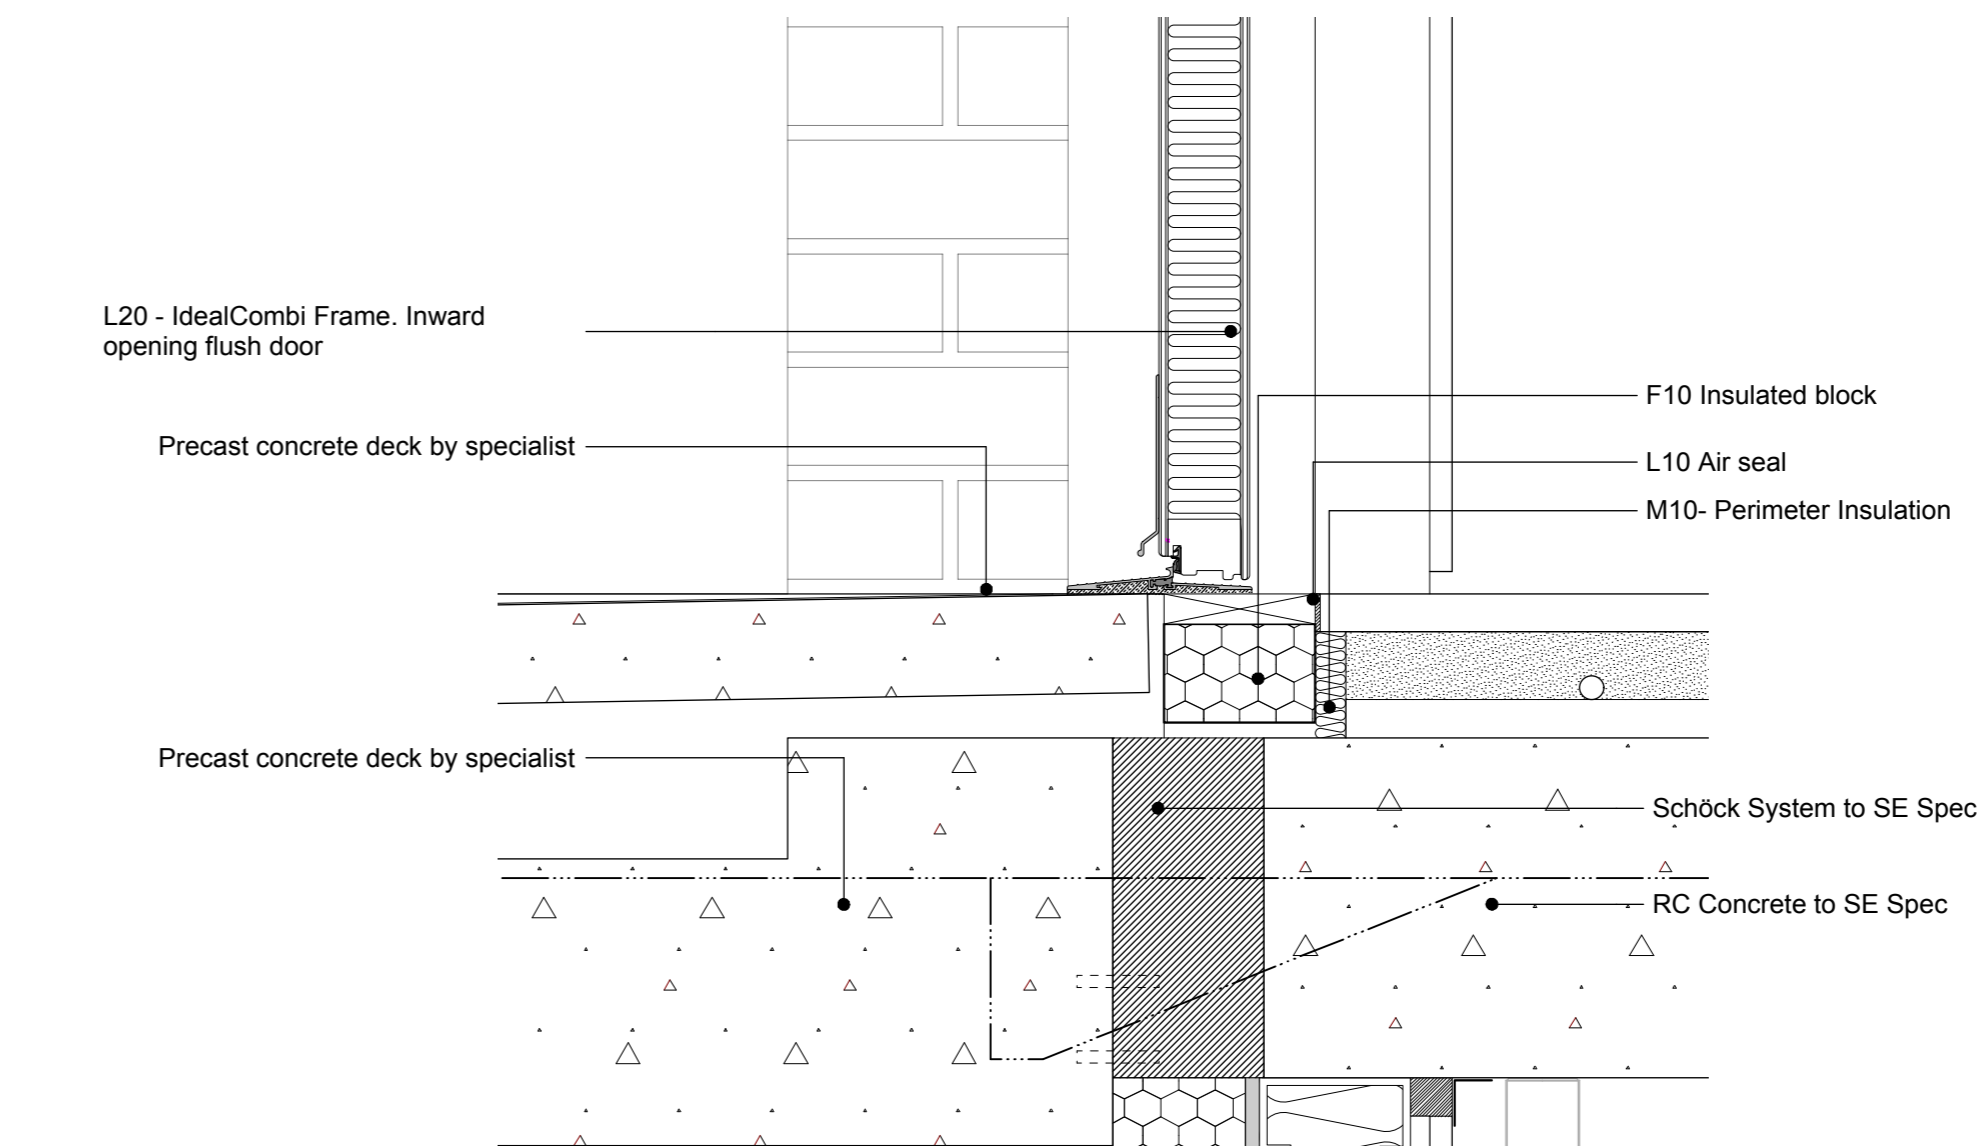 L20 - IdealCombi Frame. Inward
opening flush door
Precast concrete deck by specialist
Precast concrete deck by specialist
F10 Insulated block
L10 Air seal
M10- Perimeter Insulation
Schöck System to SE Spec
RC Concrete to SE Spec